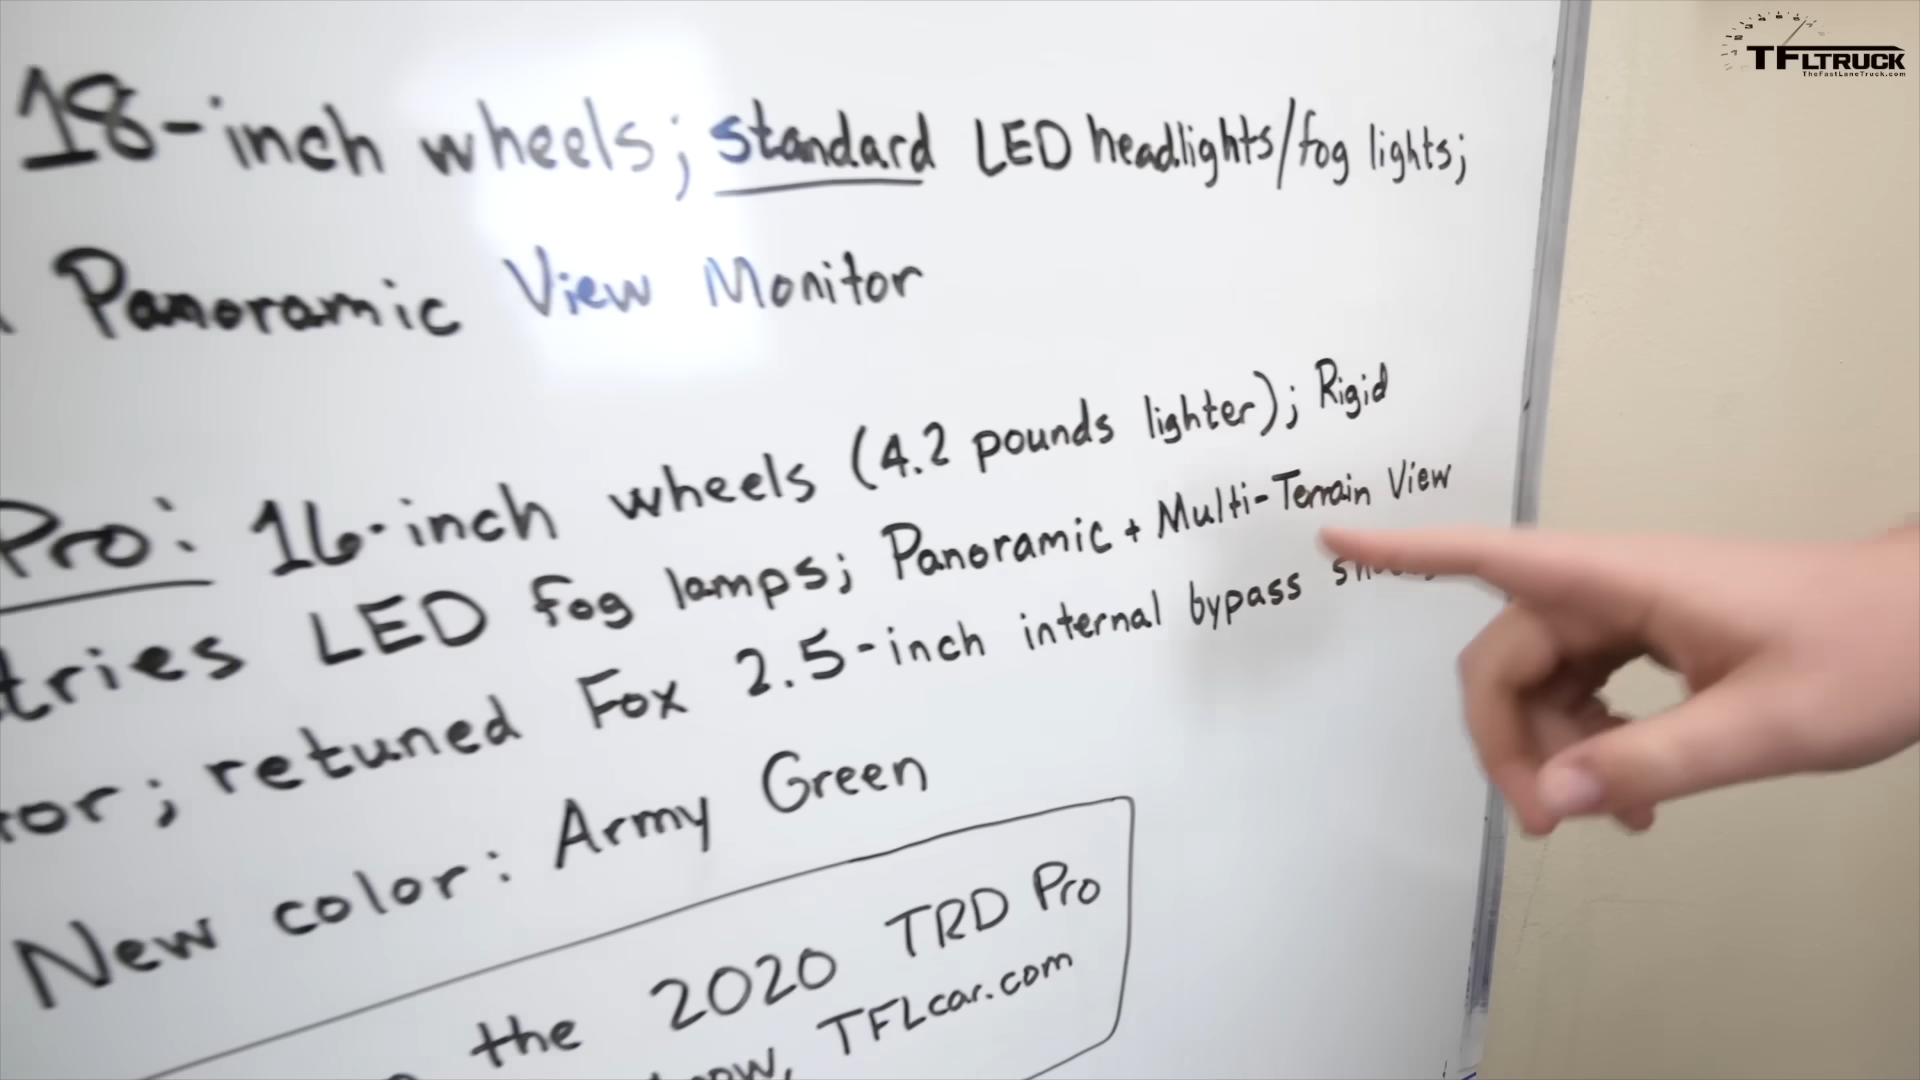 TFLTRUCK
TheFastLaneTruck.com
18-inch wheels; standard LED headlights/fog lights;
Panoramic View Monitor
Pro: 16-inch wheels (4.2 pounds lighter); Rigid
tries LED fog lamps; Panoramic + Multi-Terrain View
tor; retuned Fox 2.5-inch internal bypass
New color: Army Green
the 2020 TRD Pro
TFLcar.com